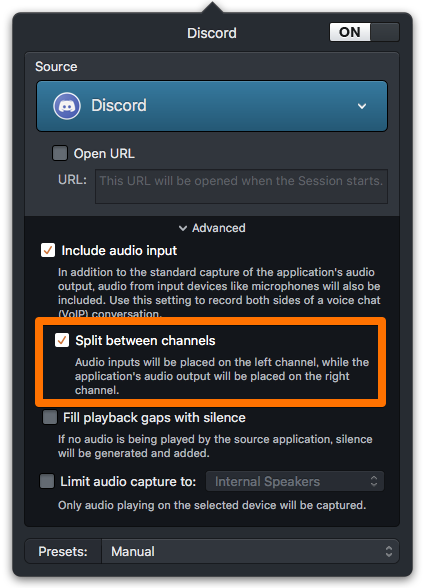 Discord
ON
Source
Discord
Open URL
URL:
This URL will be opened when the Session starts.
Advanced
Include audio input
In addition to the standard capture of the application's audio
output, audio from input devices like microphones will also be
included. Use this setting to record both sides of a voice chat
(VoIP) conversation.
Split between channels
Audio inputs will be placed on the left channel, while the
application's audio output will be placed on the right
channel.
Fill playback gaps with silence
If no audio is being played by the source application, silence
will be generated and added.
Limit audio capture to:
Internal Speakers
Only audio playing on the selected device will be captured.
Presets:
Manual